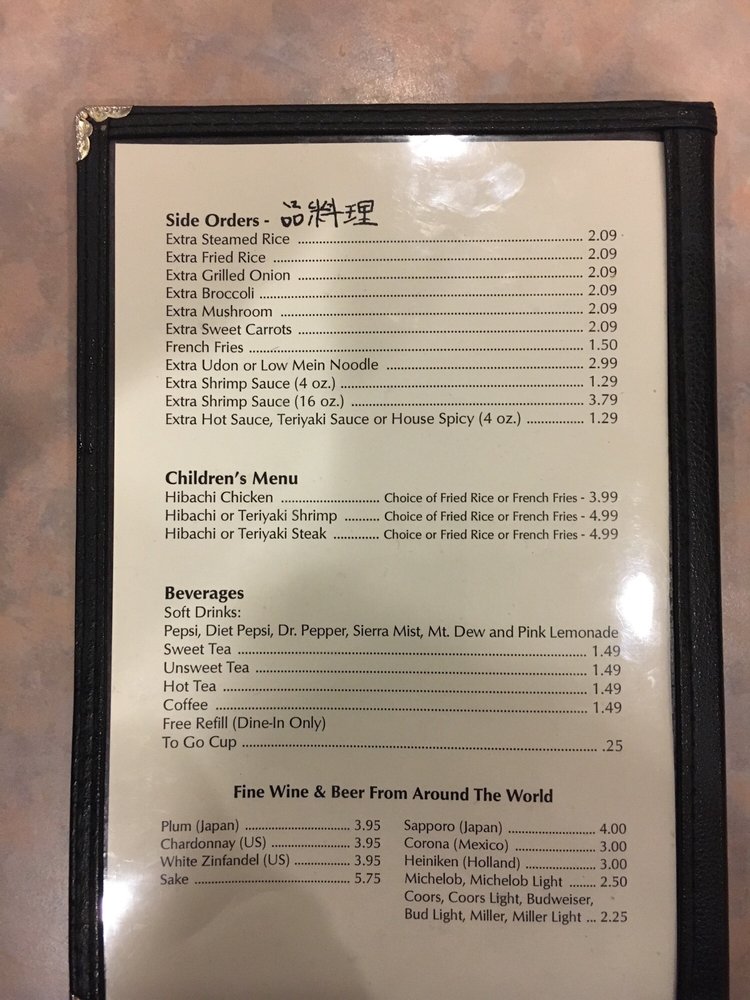 Side Orders - 品料理
Extra Steamed Rice ........ 2.09
Extra Fried Rice ........ 2.09
Extra Grilled Onion ........ 2.09
Extra Broccoli ........ 2.09
Extra Mushroom ........ 2.09
Extra Sweet Carrots ........ 2.09
French Fries ........ 1.50
Extra Udon or Low Mein Noodle ........ 2.99
Extra Shrimp Sauce (4 oz.) ........ 1.29
Extra Shrimp Sauce (16 oz.) ........ 3.79
Extra Hot Sauce, Teriyaki Sauce or House Spicy (4 oz.) ........ 1.29
Children's Menu
Hibachi Chicken ........ Choice of Fried Rice or French Fries - 3.99
Hibachi or Teriyaki Shrimp ........ Choice of Fried Rice or French Fries - 4.99
Hibachi or Teriyaki Steak ........ Choice or Fried Rice or French Fries - 4.99
Beverages
Soft Drinks:
Pepsi, Diet Pepsi, Dr. Pepper, Sierra Mist, Mt. Dew and Pink Lemonade
Sweet Tea ........ 1.49
Unsweet Tea ........ 1.49
Hot Tea ........ 1.49
Coffee ........ 1.49
Free Refill (Dine-In Only)
To Go Cup ........ .25
Fine Wine & Beer From Around The World
Plum (Japan) ........ 3.95
Chardonnay (US) ........ 3.95
White Zinfandel (US) ........ 3.95
Sake ........ 5.75
Sapporo (Japan) ........ 4.00
Corona (Mexico) ........ 3.00
Heiniken (Holland) ........ 3.00
Michelob, Michelob Light ........ 2.50
Coors, Coors Light, Budweiser,
Bud Light, Miller, Miller Light ... 2.25